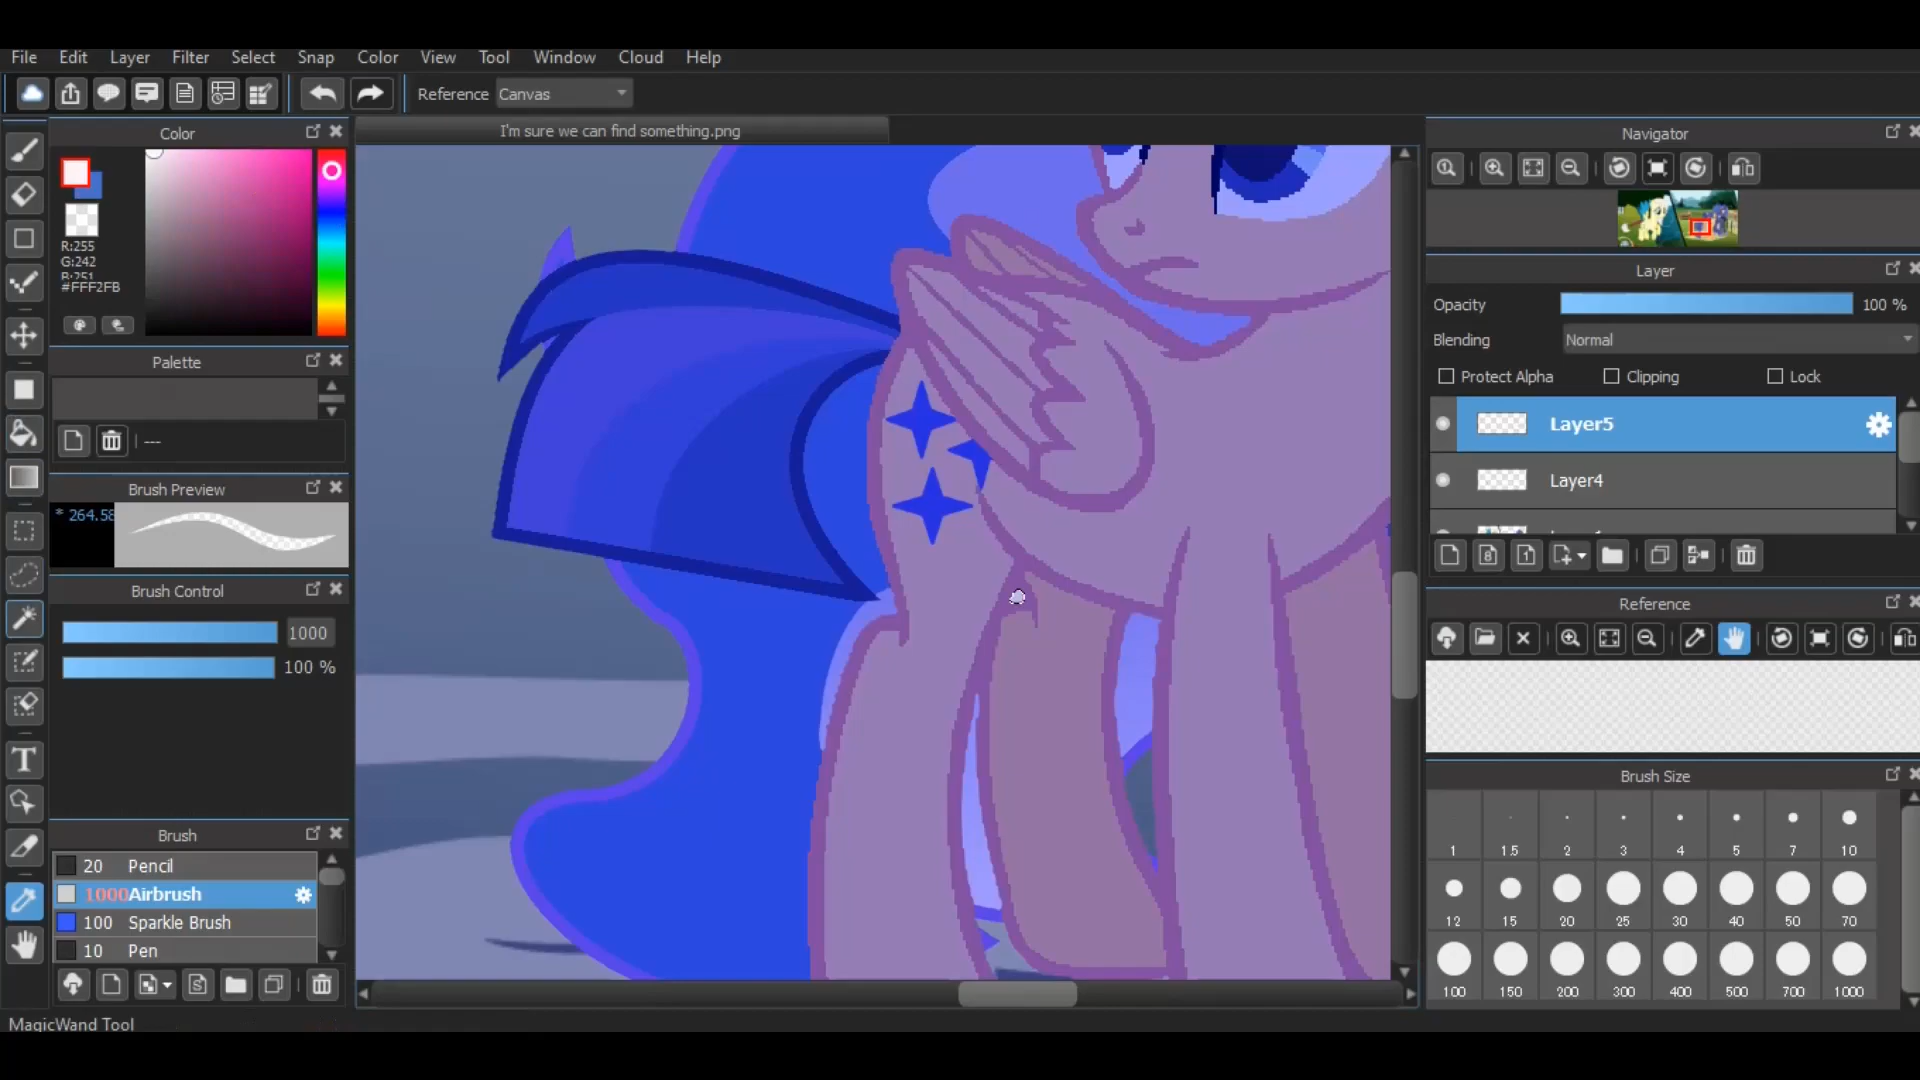 File Edit Layer Filter Select Snap Color View Tool Window Cloud Help
Reference Canvas
Color
I'm sure we can find something.png
Navigator
R:255
G:242
B:251
#FFF2FB
Layer
Opacity 100 %
Blending Normal
Protect Alpha Clipping Lock
Layer5
Layer4
Palette
---
Brush Preview
* 264.58
Brush Control
1000
100 %
Reference
Brush Size
1 1.5 2 3 4 5 7 10
12 15 20 25 30 40 50 70
100 150 200 300 400 500 700 1000
Brush
20 Pencil
1000 Airbrush
100 Sparkle Brush
10 Pen
MagicWand Tool